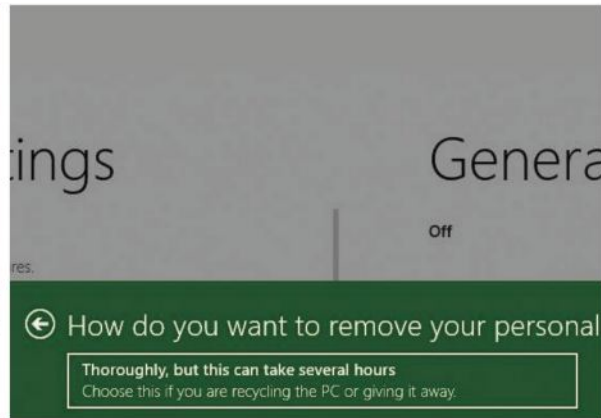 tings
Genera
Off
res.
How do you want to remove your personal
Thoroughly, but this can take several hours
Choose this if you are recycling the PC or giving it away.